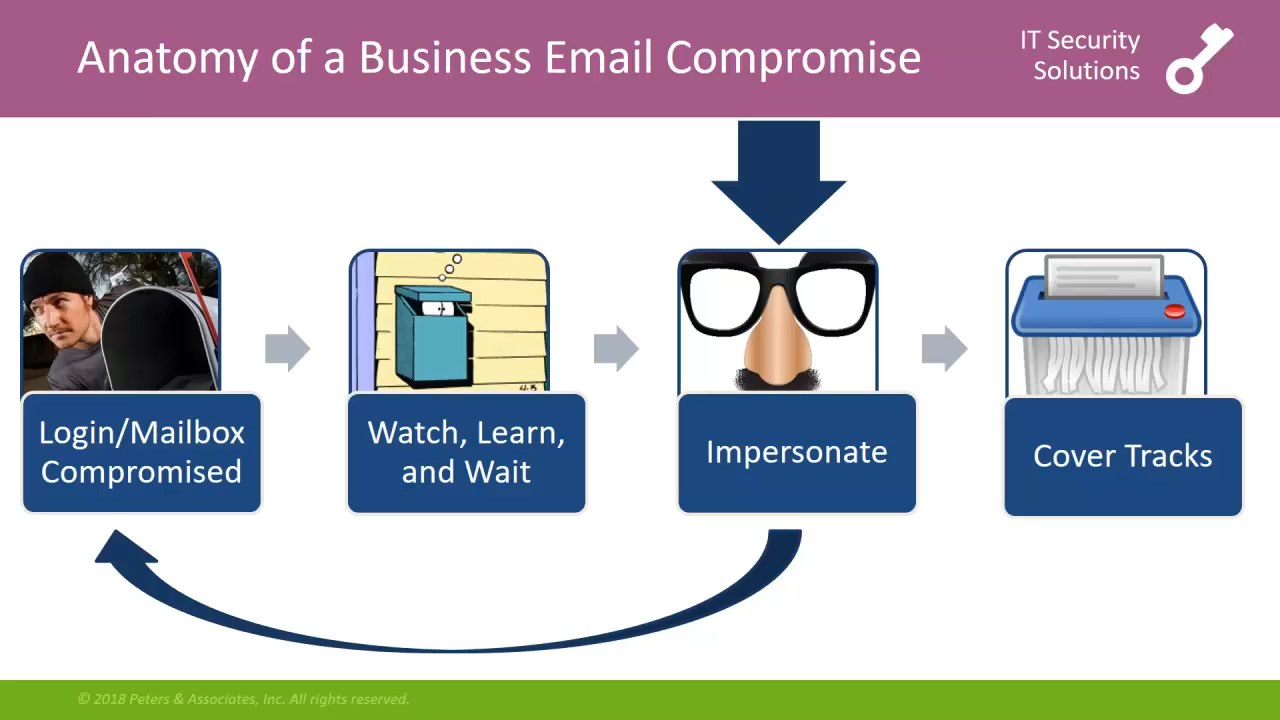 Anatomy of a Business Email Compromise
IT Security
Solutions
Login/Mailbox
Compromised
Watch, Learn,
and Wait
Impersonate
Cover Tracks
© 2018 Peters & Associates, Inc. All rights reserved.